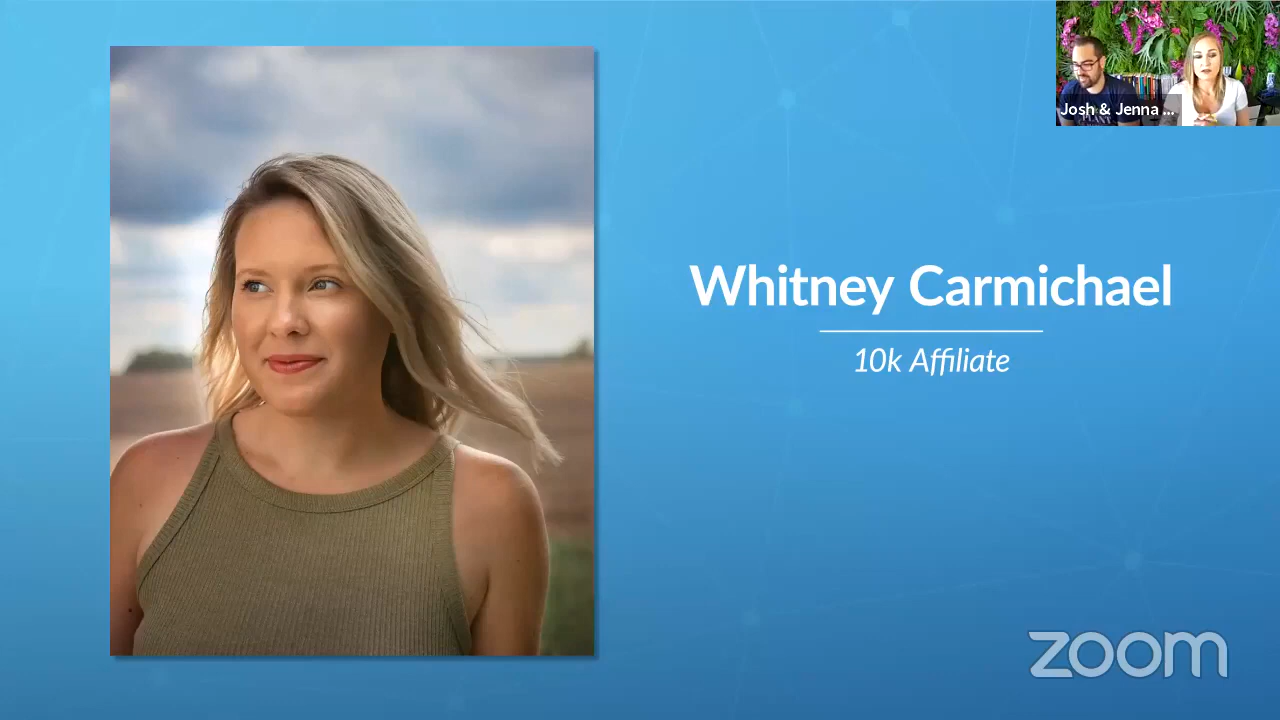 Josh & Jenna ...
Whitney Carmichael
10k Affiliate
zoom